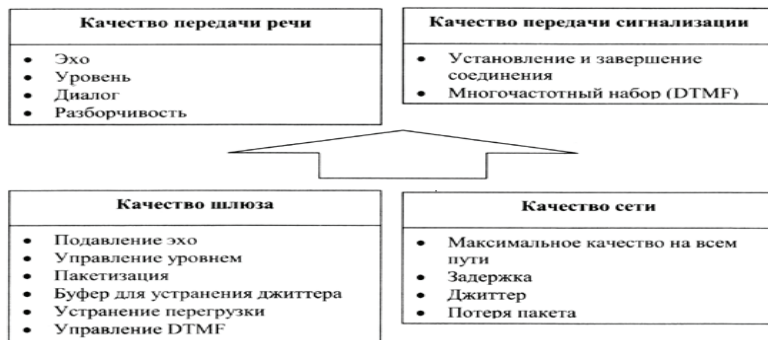 Качество передачи речи
• Эхо
• Уровень
• Диалог
• Разборчивость
Качество передачи сигнализации
• Установление и завершение
соединения
• Многочастотный набор (DTMF)
Качество шлюза
• Подавление эхо
• Управление уровнем
• Пакетизация
• Буфер для устранения джиттера
• Устранение перегрузки
• Управление DTMF
Качество сети
• Максимальное качество на всем
пути
• Задержка
• Джиттер
• Потеря пакета